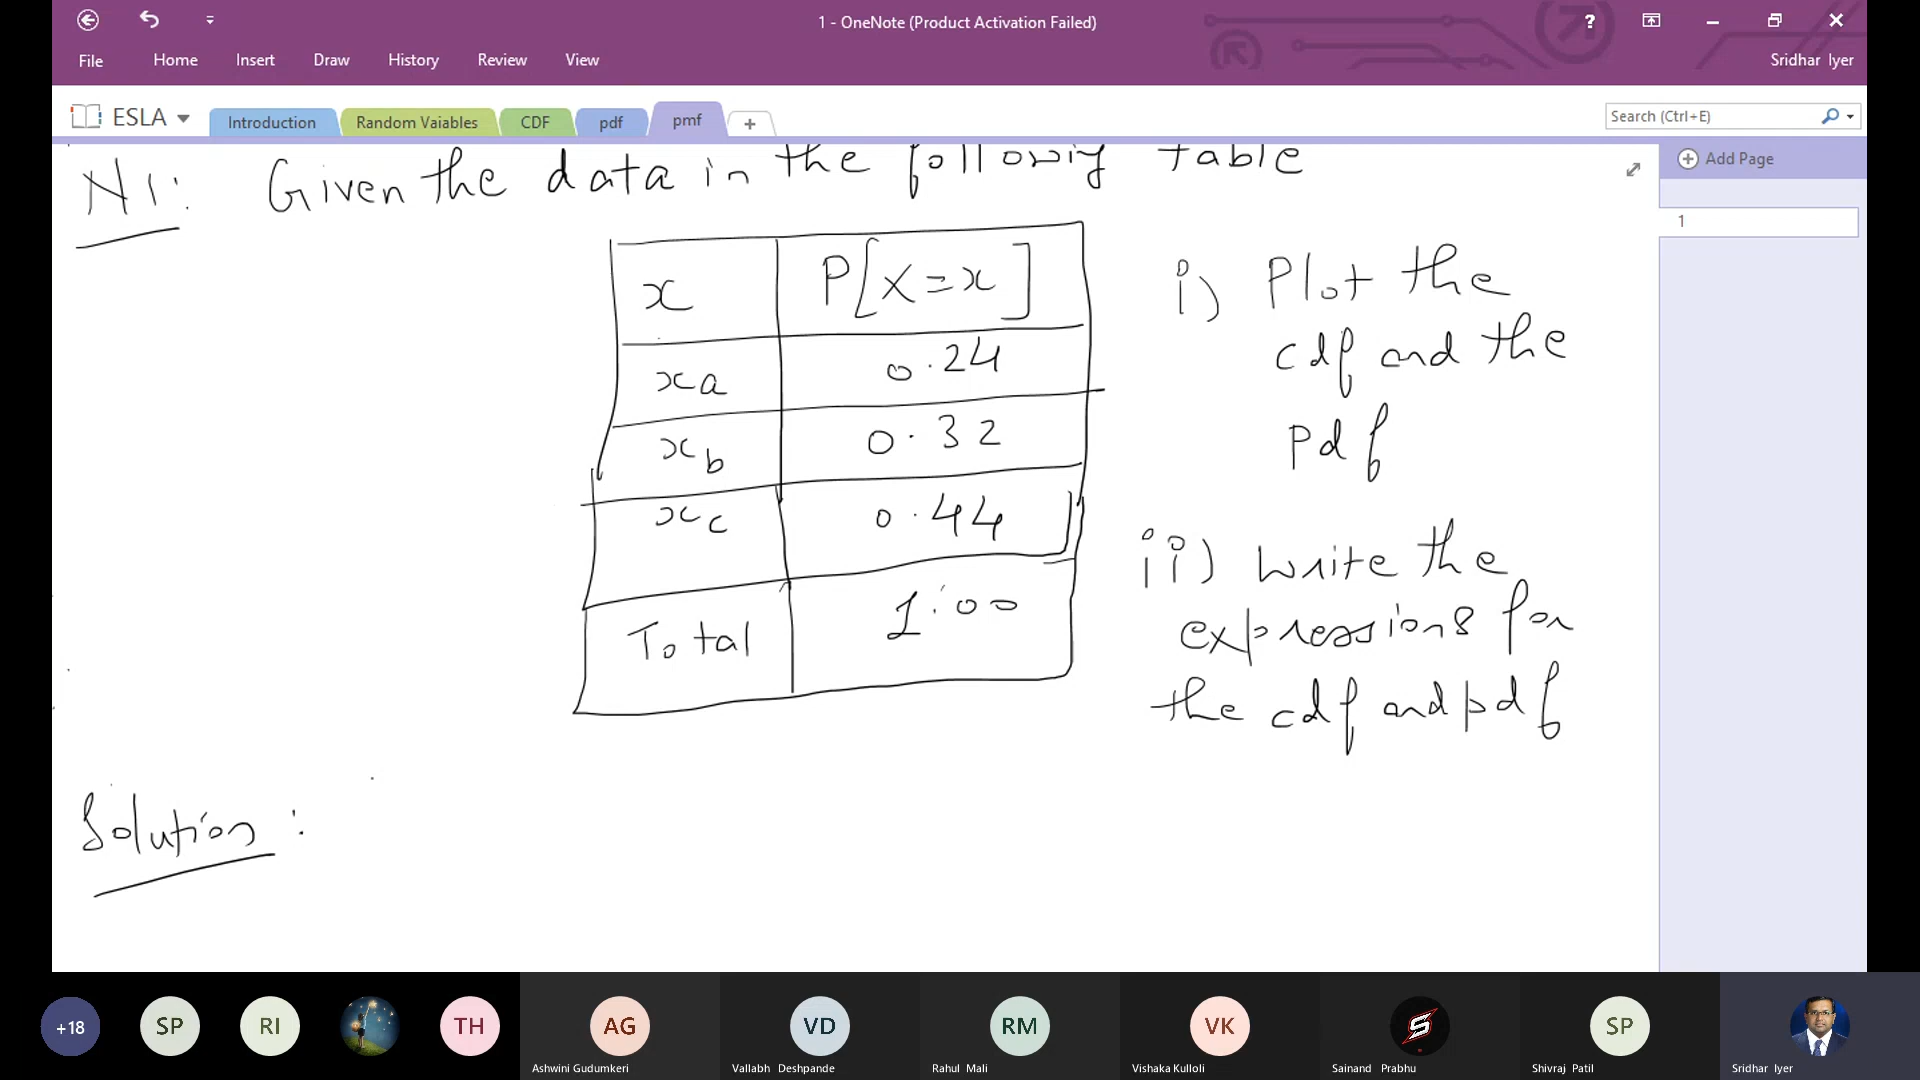 1 - OneNote (Product Activation Failed)
?
File Home Insert Draw History Review View
Sridhar Iyer
ESLA
Introduction Random Vaiables CDF pdf pmf +
Search (Ctrl+E)
Add Page
1
N1: Given the data in the following table
x P[X=x]
xa 0.24
xb 0.32
xc 0.44
Total 1.00
i) Plot the
cdf and the
pdf
ii) Write the
expressions for
the cdf and pdf
Solution :
+18 SP RI TH AG VD RM VK S SP
Ashwini Gudumkeri Vallabh Deshpande Rahul Mali Vishaka Kulloli Sainand Prabhu Shivraj Patil Sridhar Iyer